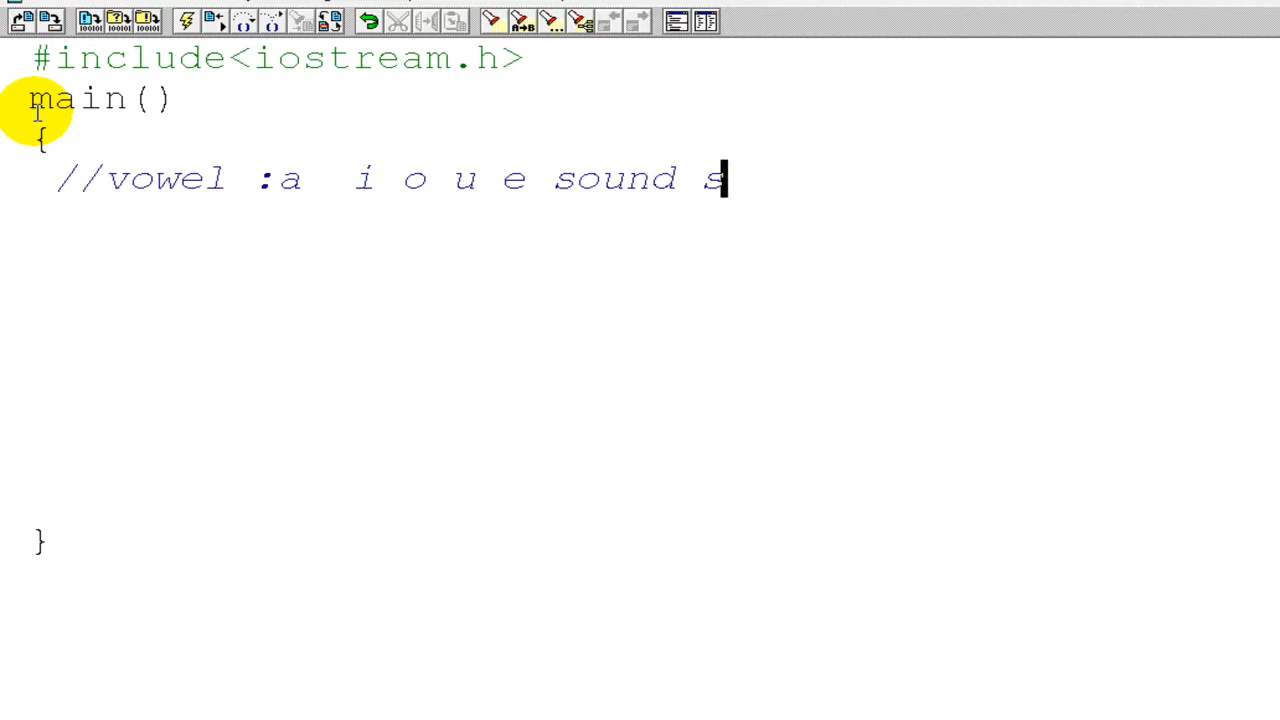 #include<iostream.h>
main()
{
//vowel :a  i o u e sound s
}